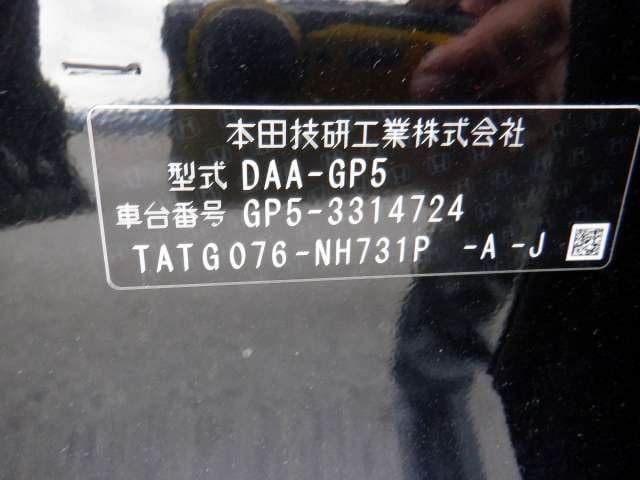 本田技研工業株式会社
型式 DAA-GP5
車台番号 GP5-3314724
TATG076-NH731P -A-J